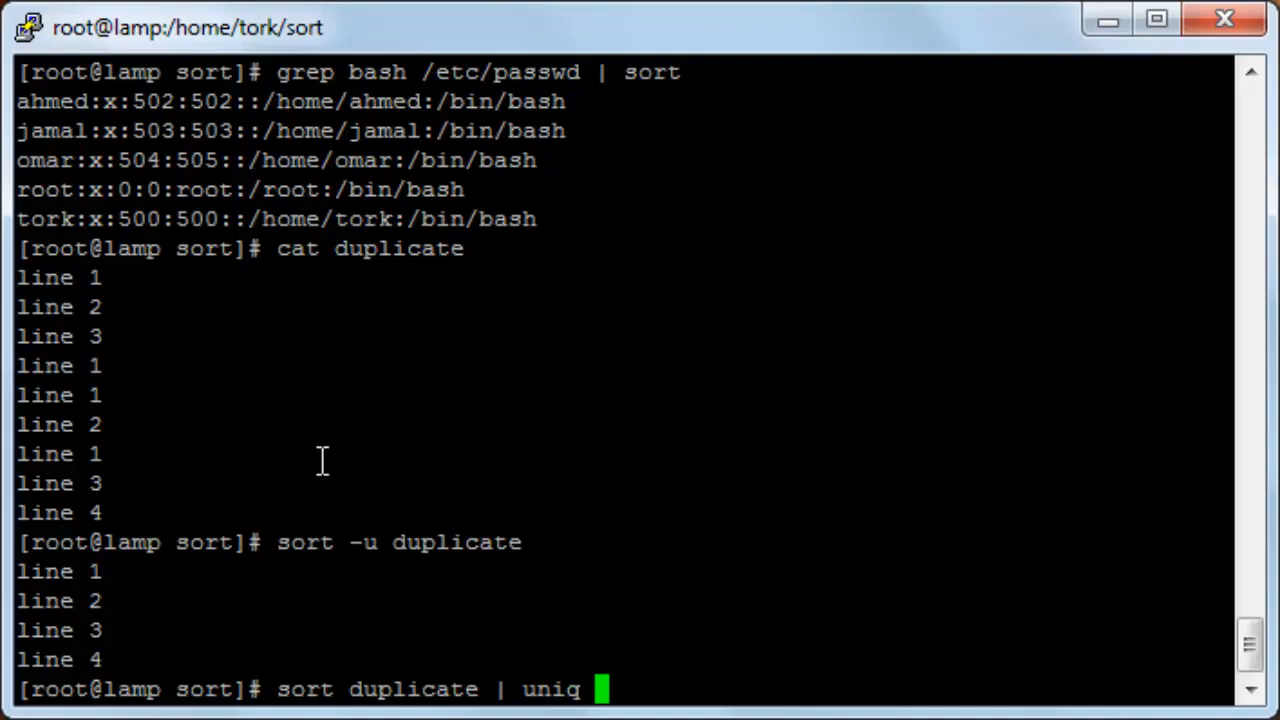 root@lamp:/home/tork/sort
[root@lamp sort]# grep bash /etc/passwd | sort
ahmed:x:502:502::/home/ahmed:/bin/bash
jamal:x:503:503::/home/jamal:/bin/bash
omar:x:504:505::/home/omar:/bin/bash
root:x:0:0:root:/root:/bin/bash
tork:x:500:500::/home/tork:/bin/bash
[root@lamp sort]# cat duplicate
line 1
line 2
line 3
line 1
line 1
line 2
line 1
line 3
line 4
[root@lamp sort]# sort -u duplicate
line 1
line 2
line 3
line 4
[root@lamp sort]# sort duplicate | uniq